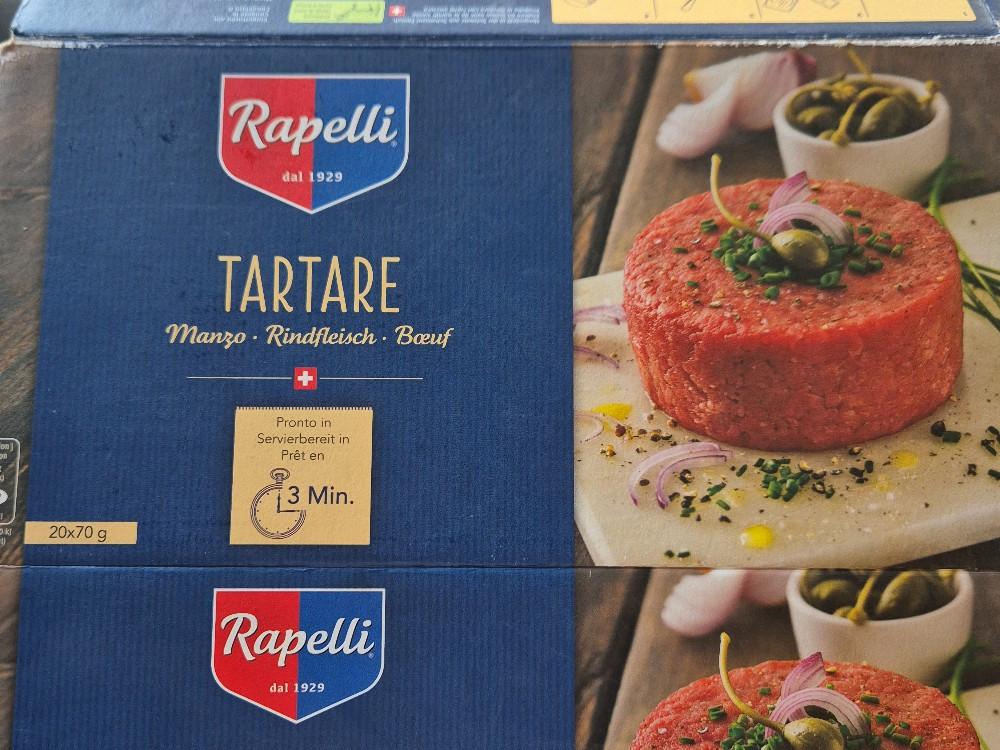 Rapelli
dal 1929
TARTARE
Manzo · Rindfleisch · Bœuf
Pronto in
Servierbereit in
Prêt en
3 Min.
20x70 g
Rapelli
dal 1929